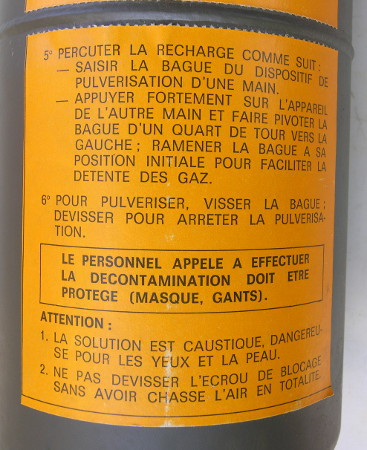 5° PERCUTER LA RECHARGE COMME SUIT :
— SAISIR LA BAGUE DU DISPOSITIF DE
PULVERISATION D'UNE MAIN.
— APPUYER FORTEMENT SUR L'APPAREIL
DE L'AUTRE MAIN ET FAIRE PIVOTER LA
BAGUE D'UN QUART DE TOUR VERS LA
GAUCHE ; RAMENER LA BAGUE A SA
POSITION INITIALE POUR FACILITER LA
DETENTE DES GAZ.
6° POUR PULVERISER, VISSER LA BAGUE ;
DEVISSER POUR ARRETER LA PULVERISA-
TION.
LE PERSONNEL APPELE A EFFECTUER
LA DECONTAMINATION DOIT ETRE
PROTEGE (MASQUE, GANTS).
ATTENTION :
1. LA SOLUTION EST CAUSTIQUE, DANGEREU-
SE POUR LES YEUX ET LA PEAU.
2. NE PAS DEVISSER L'ECROU DE BLOCAGE
SANS AVOIR CHASSE L'AIR EN TOTALITE.